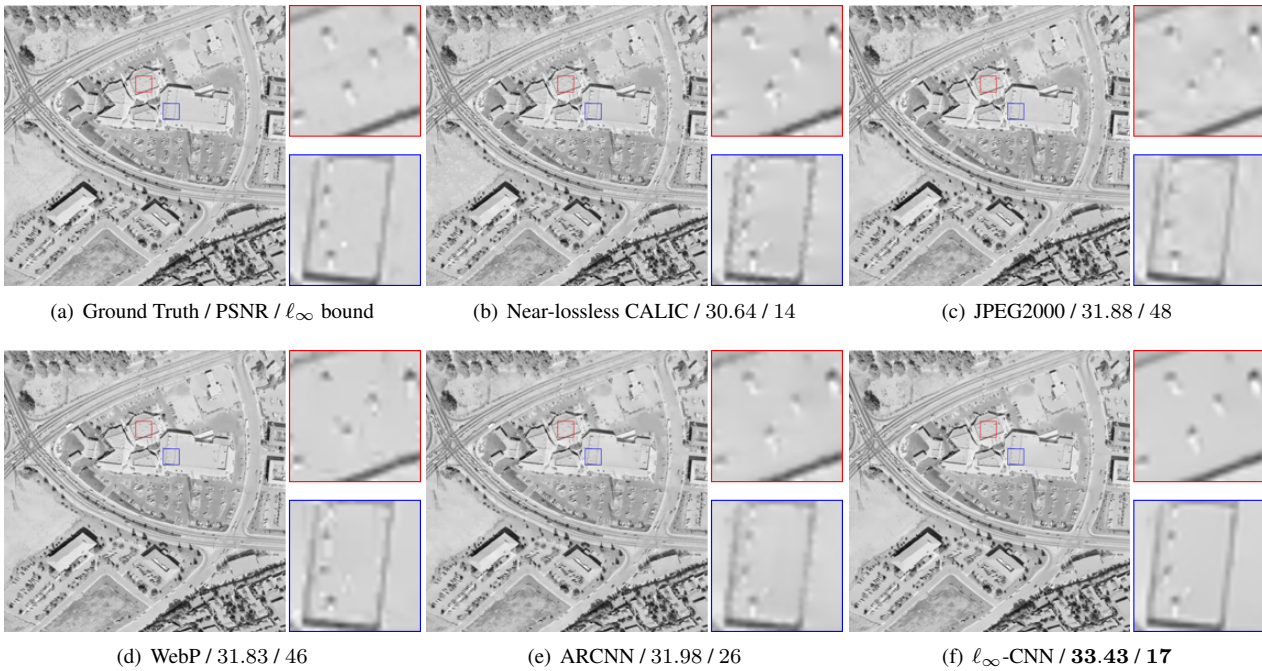 (a) Ground Truth / PSNR / ℓ∞ bound
(b) Near-lossless CALIC / 30.64 / 14
(c) JPEG2000 / 31.88 / 48
(d) WebP / 31.83 / 46
(e) ARCNN / 31.98 / 26
(f) ℓ∞-CNN / 33.43 / 17